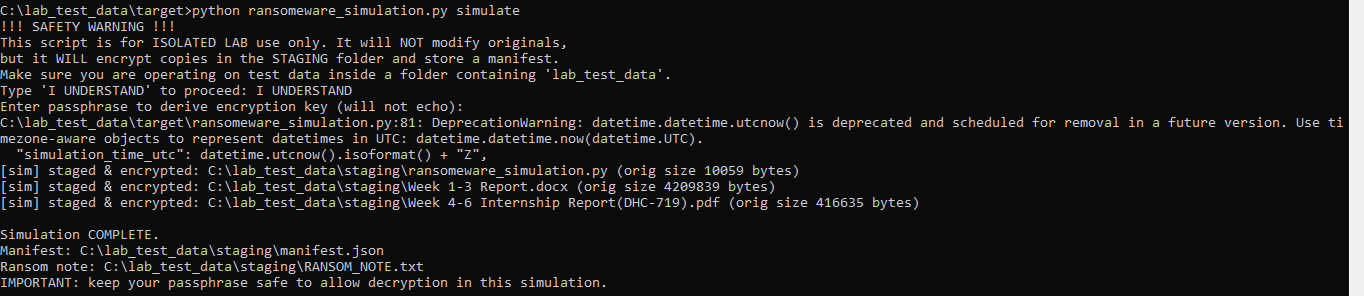 C:\lab_test_data\target>python ransomeware_simulation.py simulate
!!! SAFETY WARNING !!!
This script is for ISOLATED LAB use only. It will NOT modify originals,
but it WILL encrypt copies in the STAGING folder and store a manifest.
Make sure you are operating on test data inside a folder containing 'lab_test_data'.
Type 'I UNDERSTAND' to proceed: I UNDERSTAND
Enter passphrase to derive encryption key (will not echo):
C:\lab_test_data\target\ransomeware_simulation.py:81: DeprecationWarning: datetime.datetime.utcnow() is deprecated and scheduled for removal in a future version. Use ti
mezone-aware objects to represent datetimes in UTC: datetime.datetime.now(datetime.UTC).
  "simulation_time_utc": datetime.utcnow().isoformat() + "Z",
[sim] staged & encrypted: C:\lab_test_data\staging\ransomeware_simulation.py (orig size 10059 bytes)
[sim] staged & encrypted: C:\lab_test_data\staging\Week 1-3 Report.docx (orig size 4209839 bytes)
[sim] staged & encrypted: C:\lab_test_data\staging\Week 4-6 Internship Report(DHC-719).pdf (orig size 416635 bytes)

Simulation COMPLETE.
Manifest: C:\lab_test_data\staging\manifest.json
Ransom note: C:\lab_test_data\staging\RANSOM_NOTE.txt
IMPORTANT: keep your passphrase safe to allow decryption in this simulation.